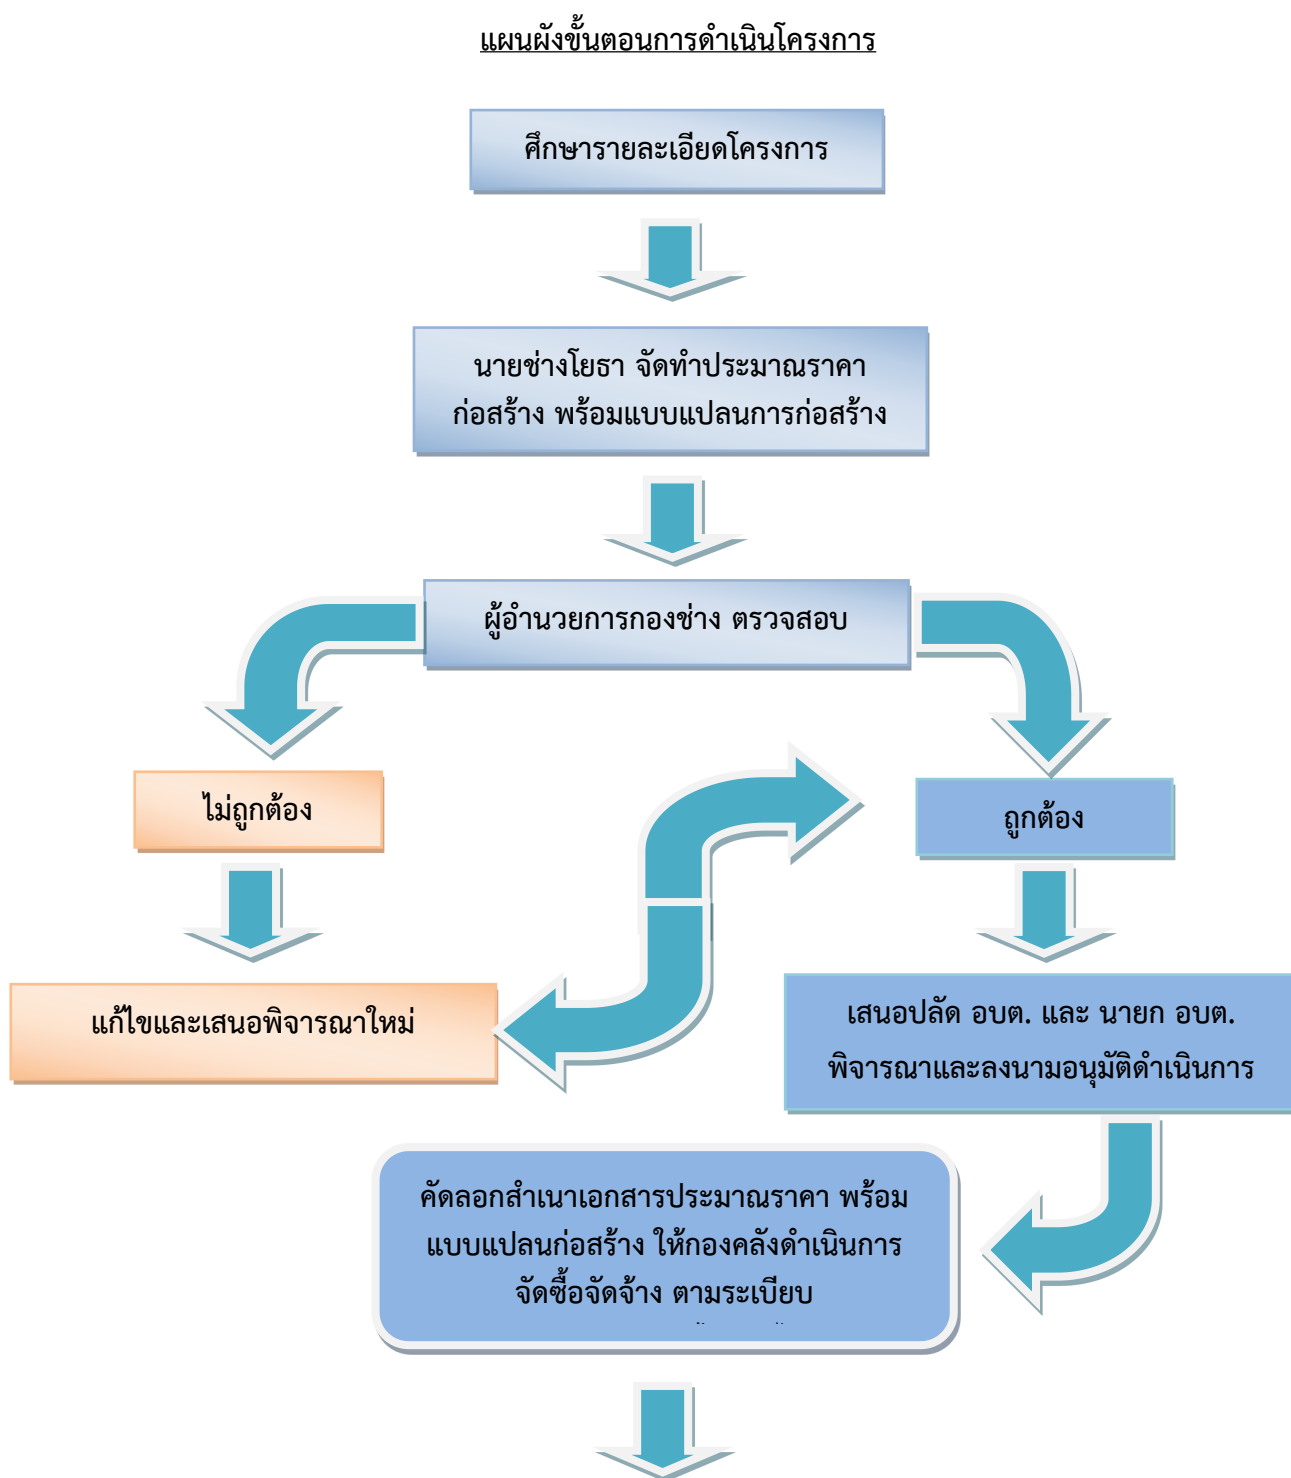 แผนผังขั้นตอนการดำเนินโครงการ
ศึกษารายละเอียดโครงการ
นายช่างโยธา จัดทำประมาณราคา
ก่อสร้าง พร้อมแบบแปลนการก่อสร้าง
ผู้อำนวยการกองช่าง ตรวจสอบ
ไม่ถูกต้อง
ถูกต้อง
แก้ไขและเสนอพิจารณาใหม่
เสนอปลัด อบต. และ นายก อบต.
พิจารณาและลงนามอนุมัติดำเนินการ
คัดลอกสำเนาเอกสารประมาณราคา พร้อม
แบบแปลนก่อสร้าง ให้กองคลังดำเนินการ
จัดซื้อจัดจ้าง ตามระเบียบ